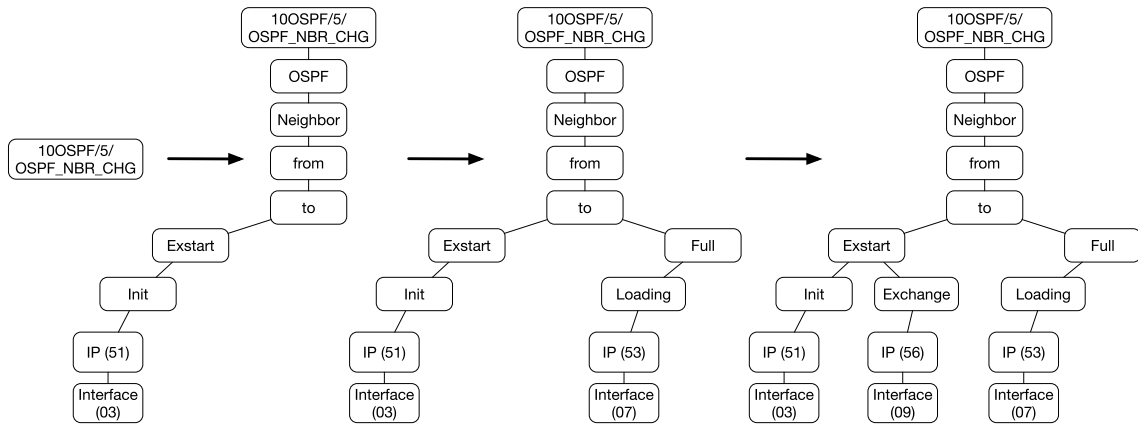 10OSPF/5/
OSPF_NBR_CHG
10OSPF/5/
OSPF_NBR_CHG
OSPF
Neighbor
from
to
Exstart
Init
IP (51)
Interface
(03)
10OSPF/5/
OSPF_NBR_CHG
OSPF
Neighbor
from
to
Exstart
Full
Init
Loading
IP (51)
IP (53)
Interface
(03)
Interface
(07)
10OSPF/5/
OSPF_NBR_CHG
OSPF
Neighbor
from
to
Exstart
Full
Init
Exchange
Loading
IP (51)
IP (56)
IP (53)
Interface
(03)
Interface
(09)
Interface
(07)